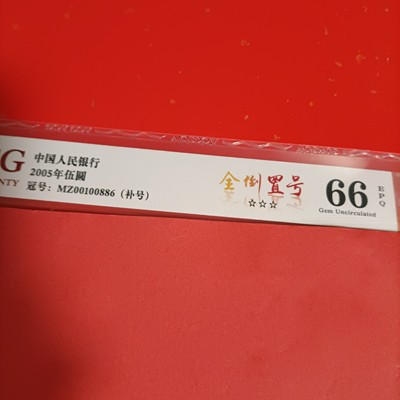 G
NTY
中国人民银行
2005年伍圆
冠号：MZ00100886（补号）
全倒置号
☆☆☆
66
EPQ
Gem Uncirculated